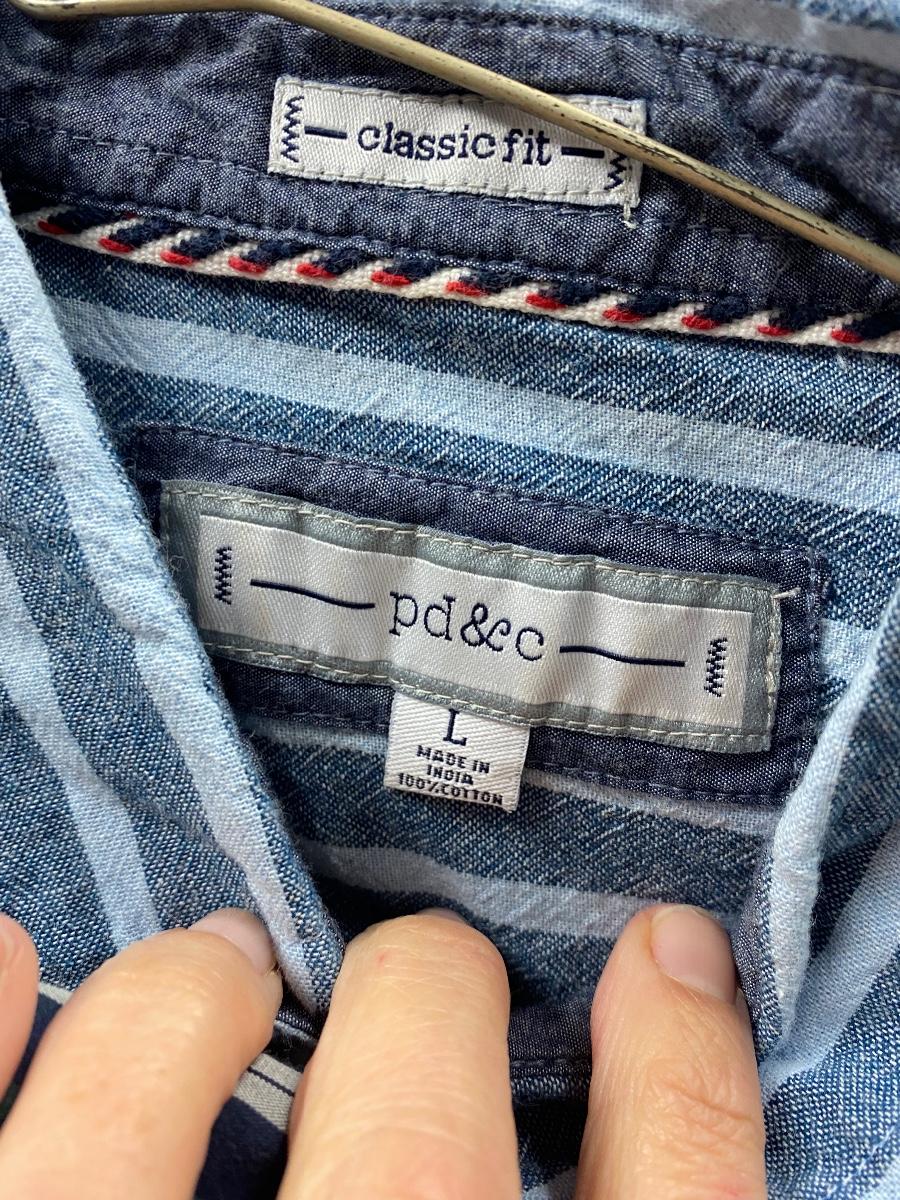 classic fit
pd&c
L
MADE IN
INDIA
100% COTTON